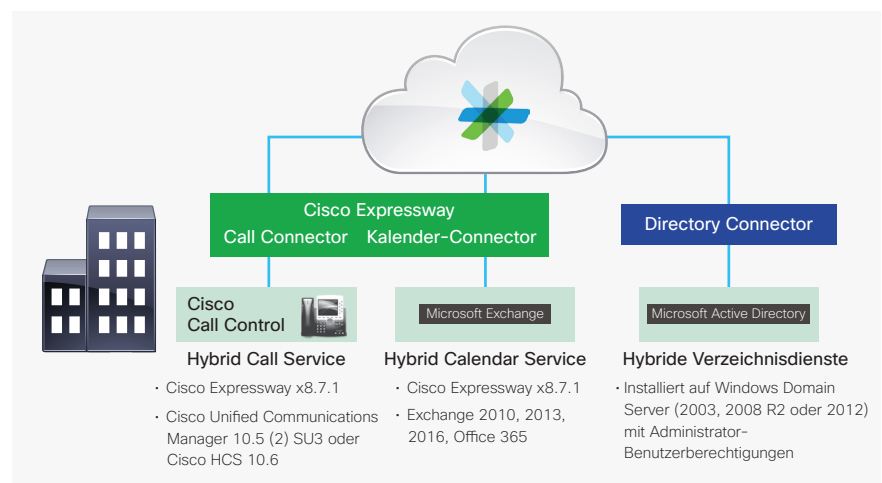 Cisco Expressway
Call Connector Kalender-Connector
Directory Connector
Cisco
Call Control
Microsoft Exchange
Microsoft Active Directory
Hybrid Call Service
· Cisco Expressway x8.7.1
· Cisco Unified Communications
Manager 10.5 (2) SU3 oder
Cisco HCS 10.6
Hybrid Calendar Service
· Cisco Expressway x8.7.1
· Exchange 2010, 2013,
2016, Office 365
Hybride Verzeichnisdienste
· Installiert auf Windows Domain
Server (2003, 2008 R2 oder 2012)
mit Administrator-
Benutzerberechtigungen